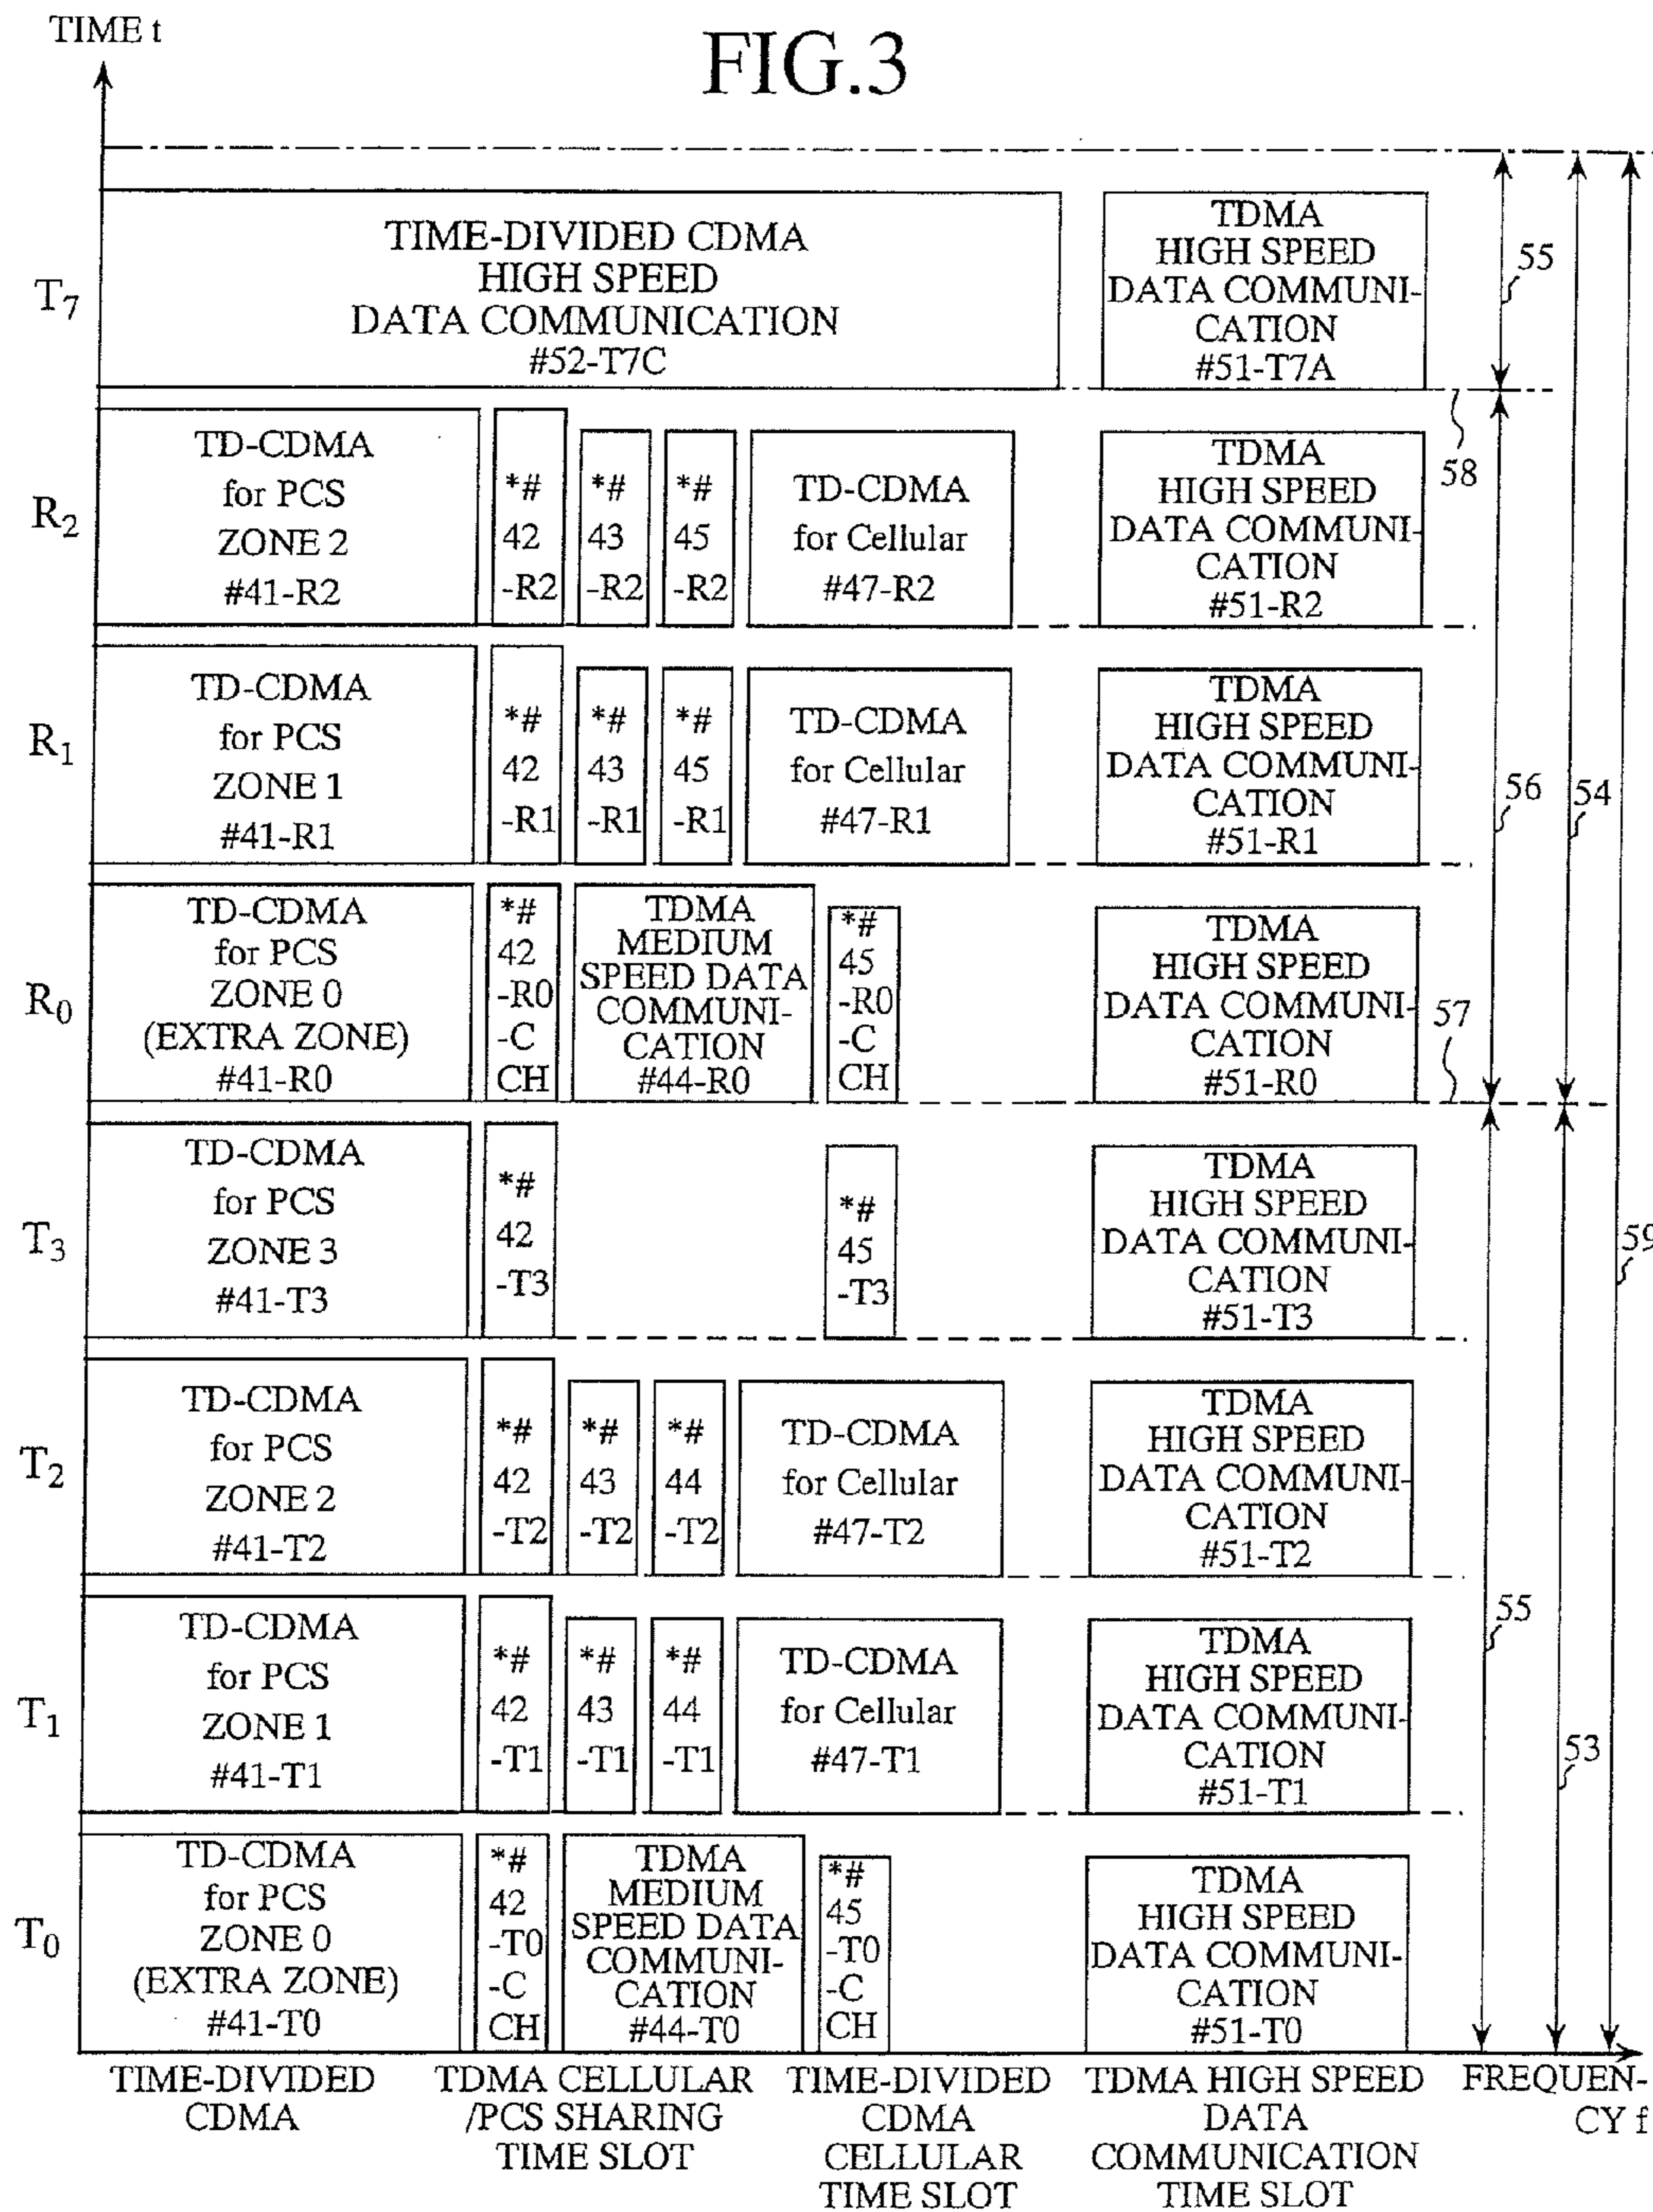 TIME t
FIG.3
T7
TIME-DIVIDED CDMA
HIGH SPEED
DATA COMMUNICATION
#52-T7C
TDMA
HIGH SPEED
DATA COMMUNI-
CATION
#51-T7A
55
58
R2
TD-CDMA
for PCS
ZONE 2
#41-R2
*#
42
-R2
*#
43
-R2
*#
45
-R2
TD-CDMA
for Cellular
#47-R2
TDMA
HIGH SPEED
DATA COMMUNI-
CATION
#51-R2
R1
TD-CDMA
for PCS
ZONE 1
#41-R1
*#
42
-R1
*#
43
-R1
*#
45
-R1
TD-CDMA
for Cellular
#47-R1
TDMA
HIGH SPEED
DATA COMMUNI-
CATION
#51-R1
56
54
R0
TD-CDMA
for PCS
ZONE 0
(EXTRA ZONE)
#41-R0
*#
42
-R0
-C
CH
TDMA
MEDIUM
SPEED DATA
COMMUNI-
CATION
#44-R0
*#
45
-R0
-C
CH
TDMA
HIGH SPEED
DATA COMMUNI-
CATION
#51-R0
57
T3
TD-CDMA
for PCS
ZONE 3
#41-T3
*#
42
-T3
*#
45
-T3
TDMA
HIGH SPEED
DATA COMMUNI-
CATION
#51-T3
59
T2
TD-CDMA
for PCS
ZONE 2
#41-T2
*#
42
-T2
*#
43
-T2
*#
44
-T2
TD-CDMA
for Cellular
#47-T2
TDMA
HIGH SPEED
DATA COMMUNI-
CATION
#51-T2
55
T1
TD-CDMA
for PCS
ZONE 1
#41-T1
*#
42
-T1
*#
43
-T1
*#
44
-T1
TD-CDMA
for Cellular
#47-T1
TDMA
HIGH SPEED
DATA COMMUNI-
CATION
#51-T1
53
T0
TD-CDMA
for PCS
ZONE 0
(EXTRA ZONE)
#41-T0
*#
42
-T0
-C
CH
TDMA
MEDIUM
SPEED DATA
COMMUNI-
CATION
#44-T0
*#
45
-T0
-C
CH
TDMA
HIGH SPEED
DATA COMMUNI-
CATION
#51-T0
TIME-DIVIDED
CDMA
TDMA CELLULAR
/PCS SHARING
TIME SLOT
TIME-DIVIDED
CDMA
CELLULAR
TIME SLOT
TDMA HIGH SPEED
DATA
COMMUNICATION
TIME SLOT
FREQUEN-
CY f